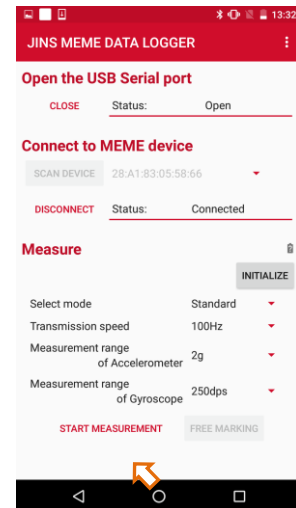 13:32
JINS MEME DATA LOGGER
Open the USB Serial port
CLOSE Status: Open
Connect to MEME device
SCAN DEVICE 28:A1:83:05:58:66
DISCONNECT Status: Connected
Measure
INITIALIZE
Select mode Standard
Transmission speed 100Hz
Measurement range
of Accelerometer 2g
Measurement range
of Gyroscope 250dps
START MEASUREMENT FREE MARKING